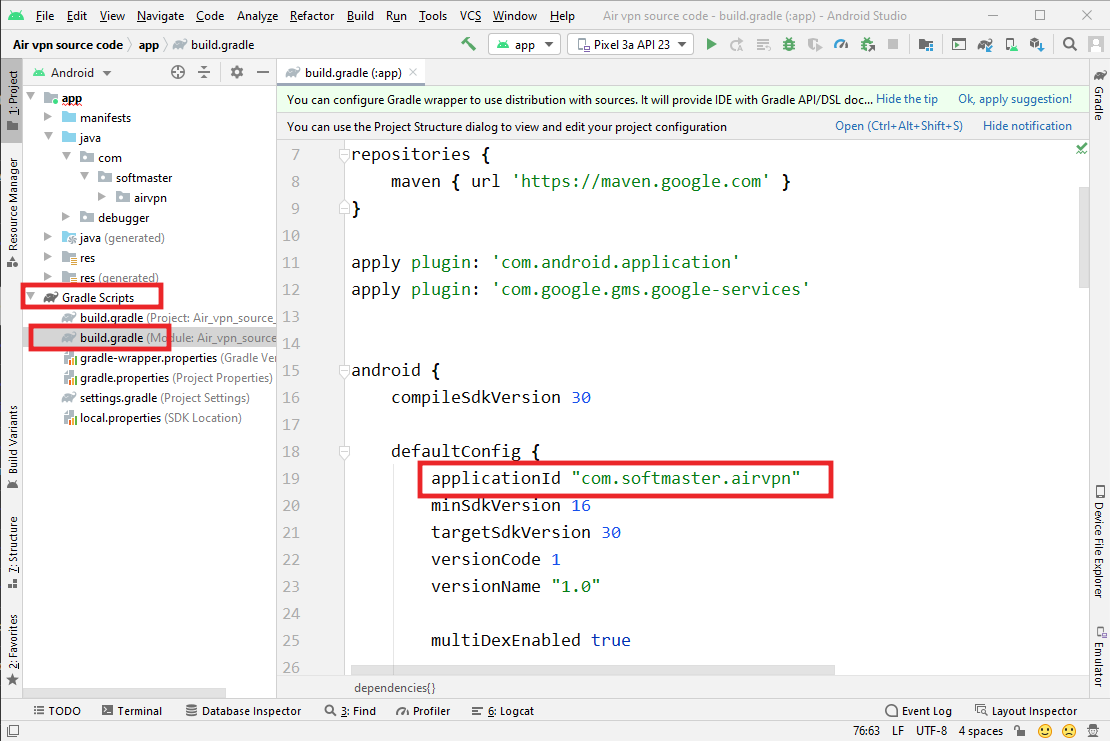 File Edit View Navigate Code Analyze Refactor Build Run Tools VCS Window Help Air vpn source code - build.gradle (:app) - Android Studio
Air vpn source code app build.gradle app Pixel 3a API 23
Android
build.gradle (:app)
1: Project
Resource Manager
Build Variants
7: Structure
2: Favorites
app
manifests
java
com
softmaster
airvpn
debugger
java (generated)
res
res (generated)
Gradle Scripts
build.gradle (Project: Air_vpn_source_
build.gradle (Module: Air_vpn_source
gradle-wrapper.properties (Gradle Ver
gradle.properties (Project Properties)
settings.gradle (Project Settings)
local.properties (SDK Location)
You can configure Gradle wrapper to use distribution with sources. It will provide IDE with Gradle API/DSL doc... Hide the tip Ok, apply suggestion!
You can use the Project Structure dialog to view and edit your project configuration Open (Ctrl+Alt+Shift+S) Hide notification
7 repositories {
8 maven { url 'https://maven.google.com' }
9 }
10
11 apply plugin: 'com.android.application'
12 apply plugin: 'com.google.gms.google-services'
13
14
15 android {
16 compileSdkVersion 30
17
18 defaultConfig {
19 applicationId "com.softmaster.airvpn"
20 minSdkVersion 16
21 targetSdkVersion 30
22 versionCode 1
23 versionName "1.0"
24
25 multiDexEnabled true
26
dependencies{}
Gradle
Device File Explorer
Emulator
TODO Terminal Database Inspector 3: Find Profiler 6: Logcat Event Log Layout Inspector
76:63 LF UTF-8 4 spaces